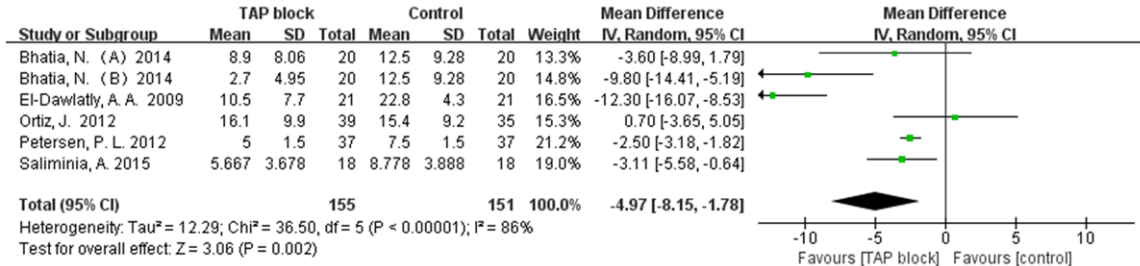 TAP block Control Mean Difference Mean Difference
Study or Subgroup Mean SD Total Mean SD Total Weight IV, Random, 95% CI IV, Random, 95% CI
Bhatia, N. (A) 2014 8.9 8.06 20 12.5 9.28 20 13.3% -3.60 [-8.99, 1.79]
Bhatia, N. (B) 2014 2.7 4.95 20 12.5 9.28 20 14.8% -9.80 [-14.41, -5.19]
El-Dawlatly, A. A. 2009 10.5 7.7 21 22.8 4.3 21 16.5% -12.30 [-16.07, -8.53]
Ortiz, J. 2012 16.1 9.9 39 15.4 9.2 35 15.3% 0.70 [-3.65, 5.05]
Petersen, P. L. 2012 5 1.5 37 7.5 1.5 37 21.2% -2.50 [-3.18, -1.82]
Saliminia, A. 2015 5.667 3.678 18 8.778 3.888 18 19.0% -3.11 [-5.58, -0.64]
Total (95% CI) 155 151 100.0% -4.97 [-8.15, -1.78]
Heterogeneity: Tau² = 12.29; Chi² = 36.50, df = 5 (P < 0.00001); I² = 86%
Test for overall effect: Z = 3.06 (P = 0.002)
-10 -5 0 5 10
Favours [TAP block] Favours [control]